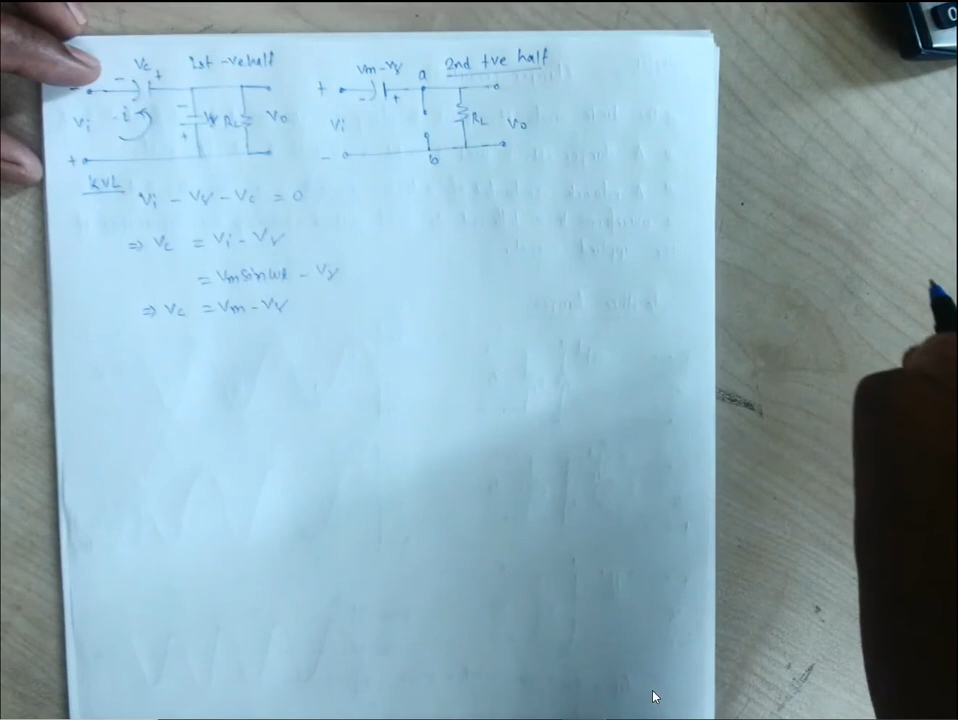 1st -ve half
Vc
- +
-
Vi
i
-
+
Vγ
RL
Vo
+
2nd +ve half
Vm-Vγ
- +
a
+
Vi
RL
Vo
-
b
KVL
Vi - Vγ - Vc = 0
⇒ Vc = Vi - Vγ
= Vm sin ωt - Vγ
⇒ Vc = Vm - Vγ